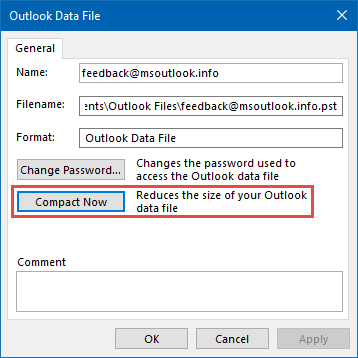 Outlook Data File
General
Name: feedback@msoutlook.info
Filename: ents\Outlook Files\feedback@msoutlook.info.pst
Format: Outlook Data File
Change Password... Changes the password used to
access the Outlook data file
Compact Now Reduces the size of your Outlook
data file
Comment
OK Cancel Apply